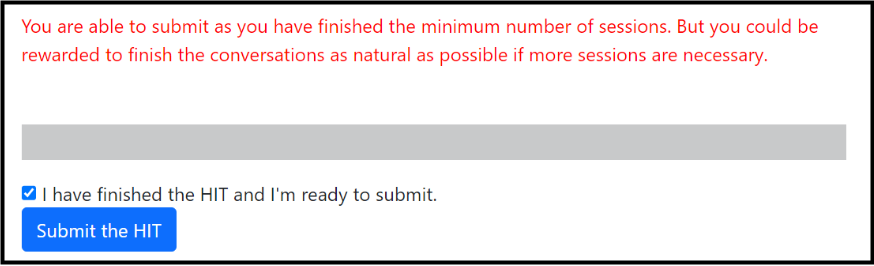 You are able to submit as you have finished the minimum number of sessions. But you could be
rewarded to finish the conversations as natural as possible if more sessions are necessary.
I have finished the HIT and I'm ready to submit.
Submit the HIT